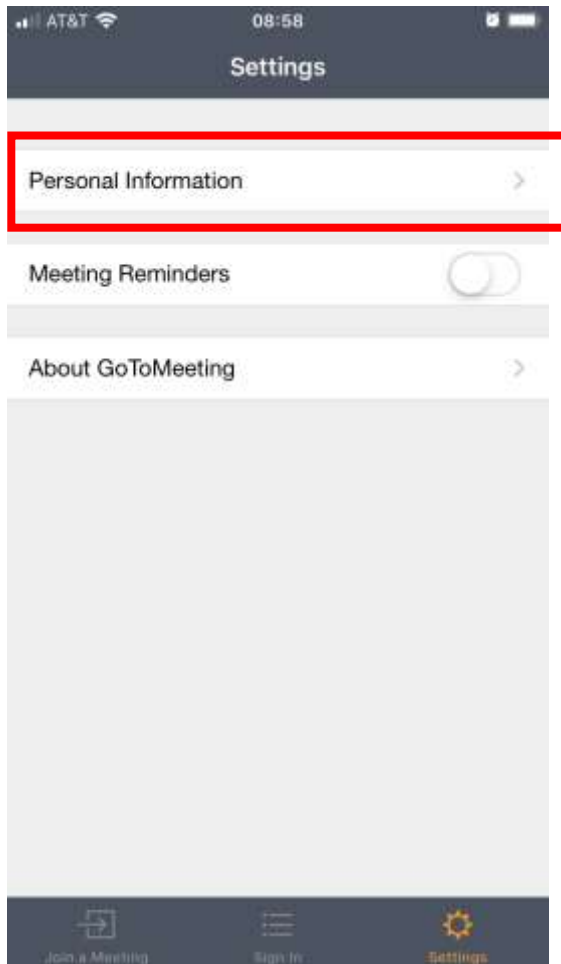 AT&T 08:58
Settings
Personal Information
Meeting Reminders
About GoToMeeting
Join a Meeting Sign In Settings